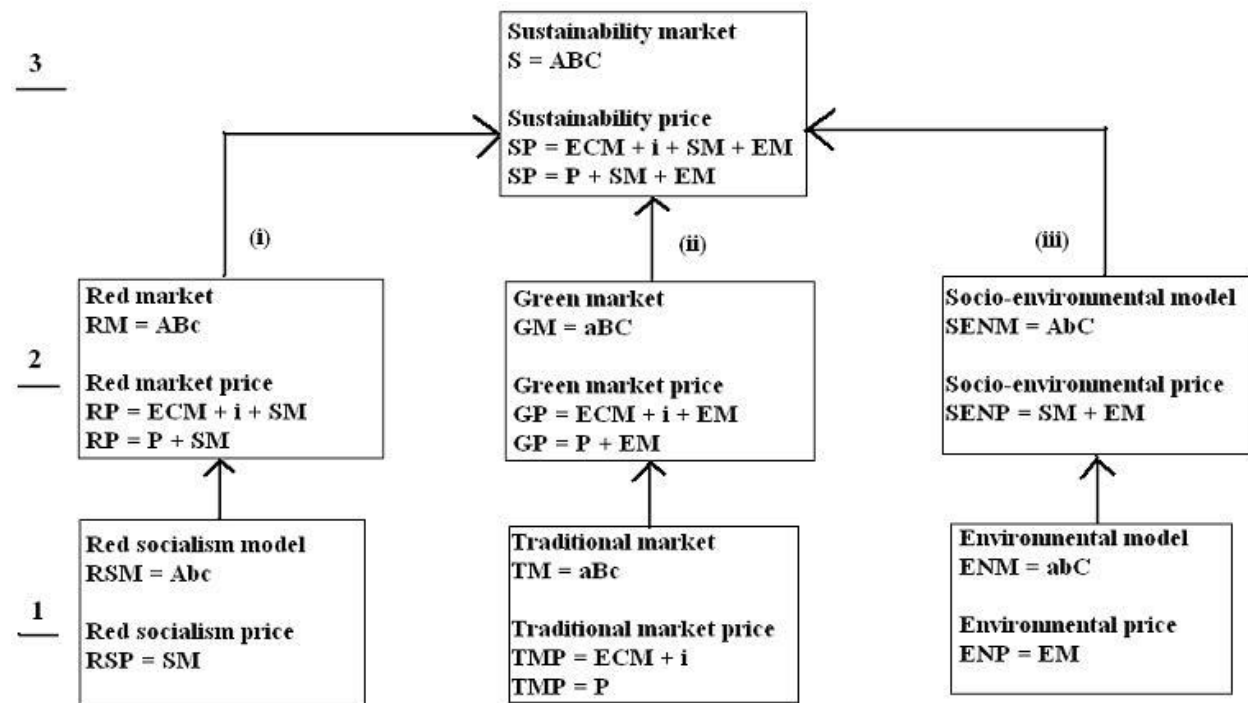 3
Sustainability market
S = ABC
Sustainability price
SP = ECM + i + SM + EM
SP = P + SM + EM
(i)
(ii)
(iii)
2
Red market
RM = ABc
Red market price
RP = ECM + i + SM
RP = P + SM
Green market
GM = aBC
Green market price
GP = ECM + i + EM
GP = P + EM
Socio-environmental model
SENM = AbC
Socio-environmental price
SENP = SM + EM
1
Red socialism model
RSM = Abc
Red socialism price
RSP = SM
Traditional market
TM = aBc
Traditional market price
TMP = ECM + i
TMP = P
Environmental model
ENM = abC
Environmental price
ENP = EM